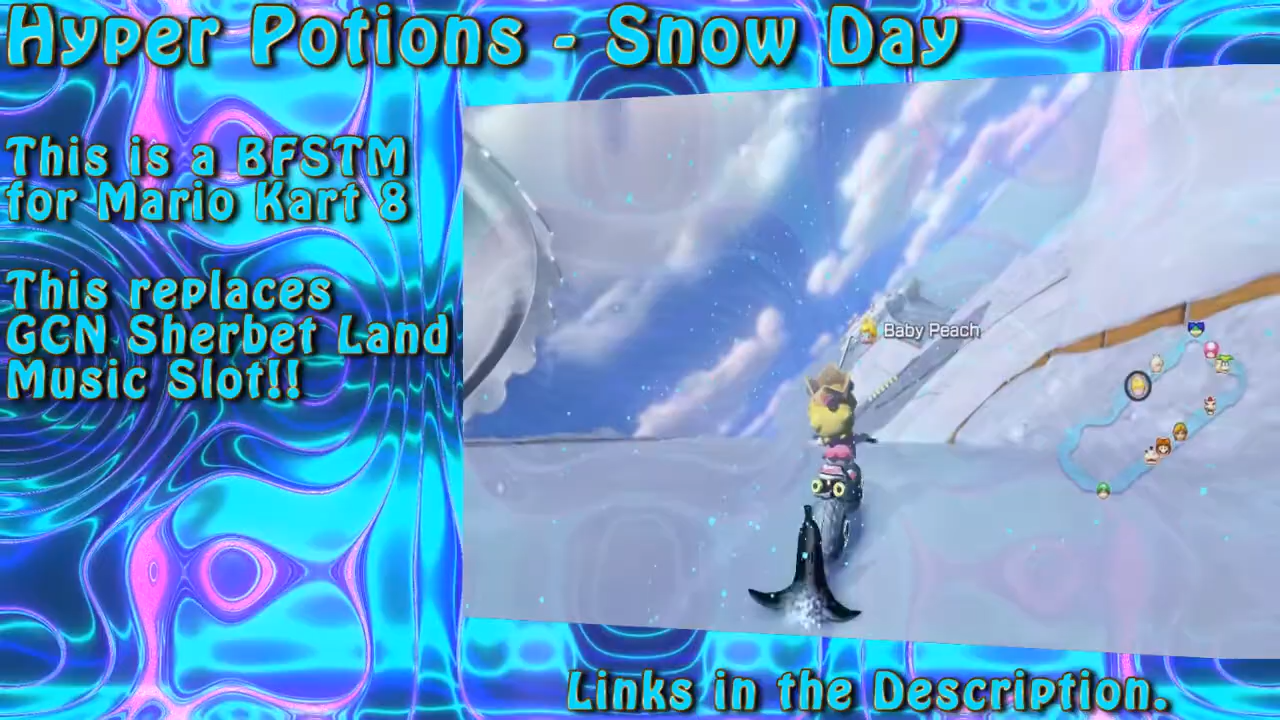 Hyper Potions - Snow Day
This is a BFSTM
for Mario Kart 8
This replaces
GCN Sherbet Land
Music Slot!!
Baby Peach
Links in the Description.